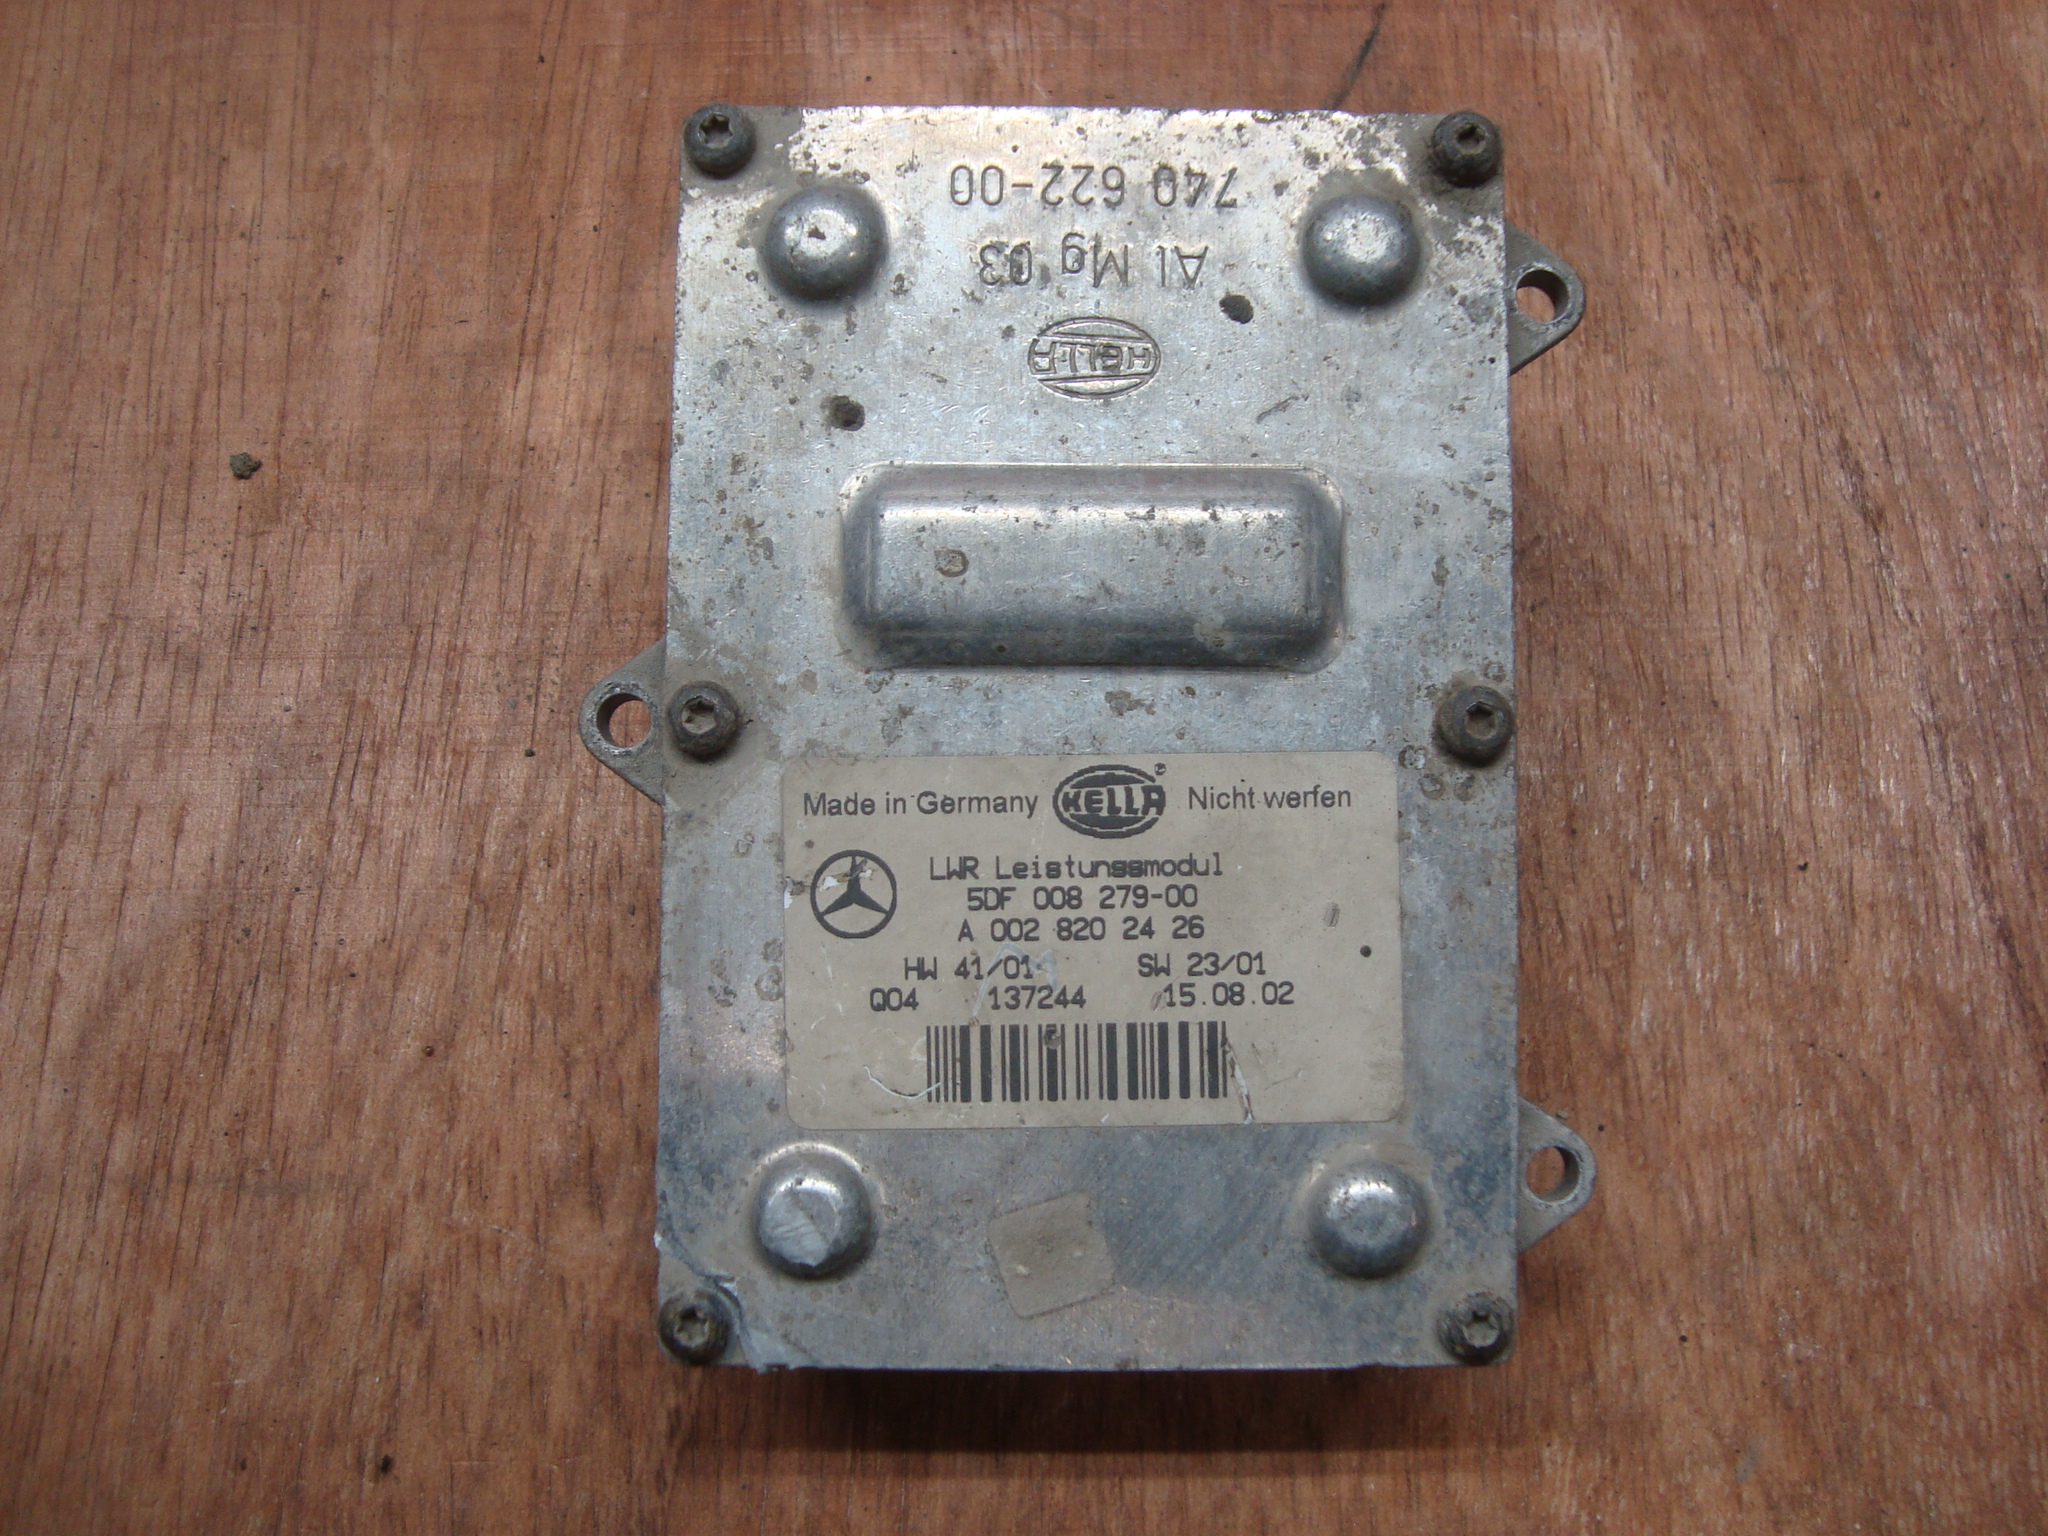 740 622-00
Al Mg 03
HELLA
Made in Germany HELLA® Nicht werfen
LWR Leistungsmodul
5DF 008 279-00
A 002 820 24 26
HW 41/01 SW 23/01
Q04 137244 15.08.02